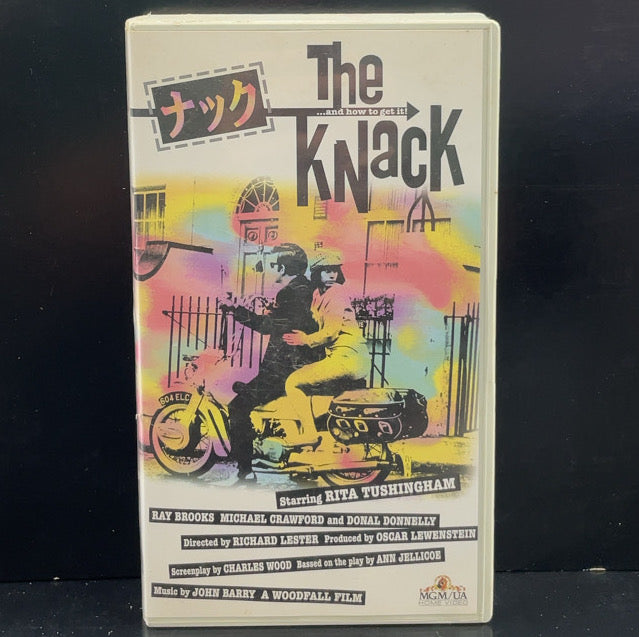 The
ナック
...and how to get it!
KNacK
604 ELC
Starring RITA TUSHINGHAM
RAY BROOKS MICHAEL CRAWFORD and DONAL DONNELLY
Directed by RICHARD LESTER Produced by OSCAR LEWENSTEIN
Screenplay by CHARLES WOOD Bassed on the play by ANN JELLICOE
Music by JOHN BARRY A WOODFALL FILM
MGM/UA
HOME VIDEO